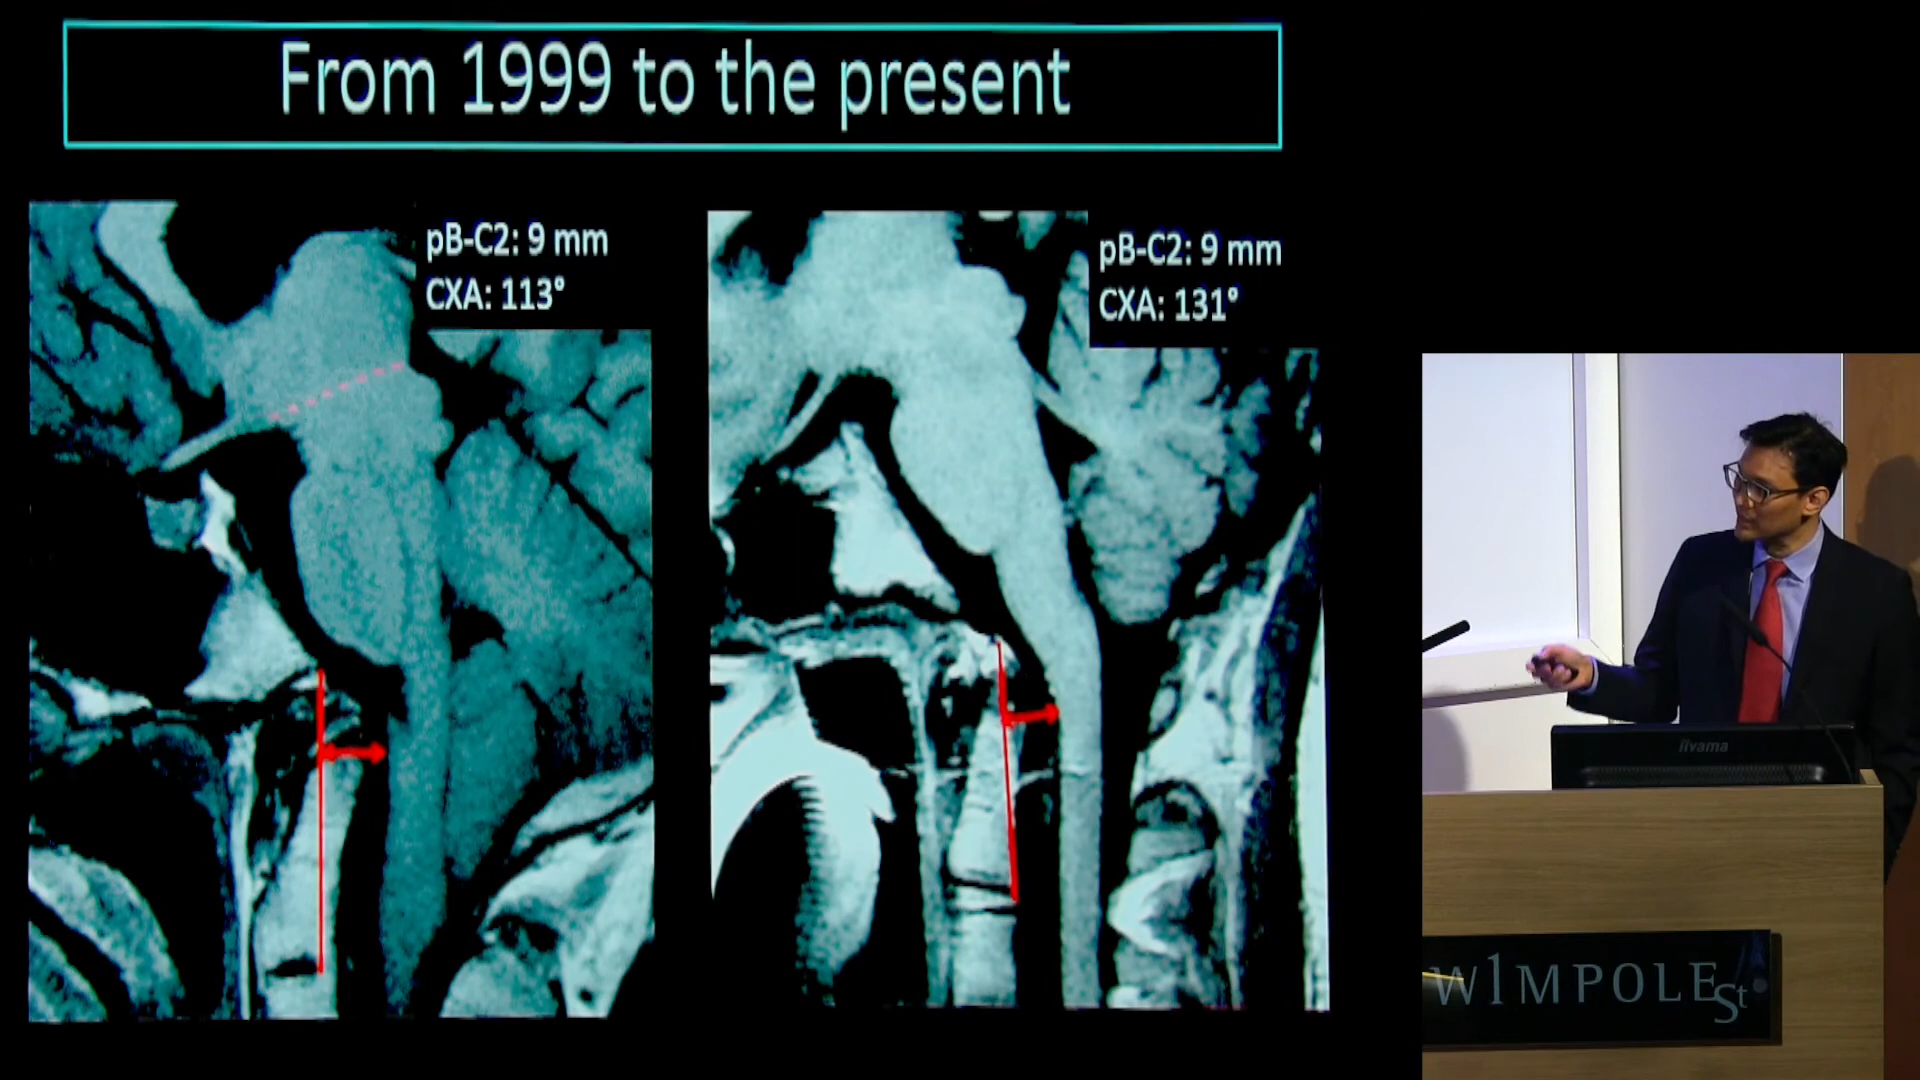 From 1999 to the present
pB-C2: 9 mm
CXA: 113°
pB-C2: 9 mm
CXA: 131°
iiyama
W1MPOLE St